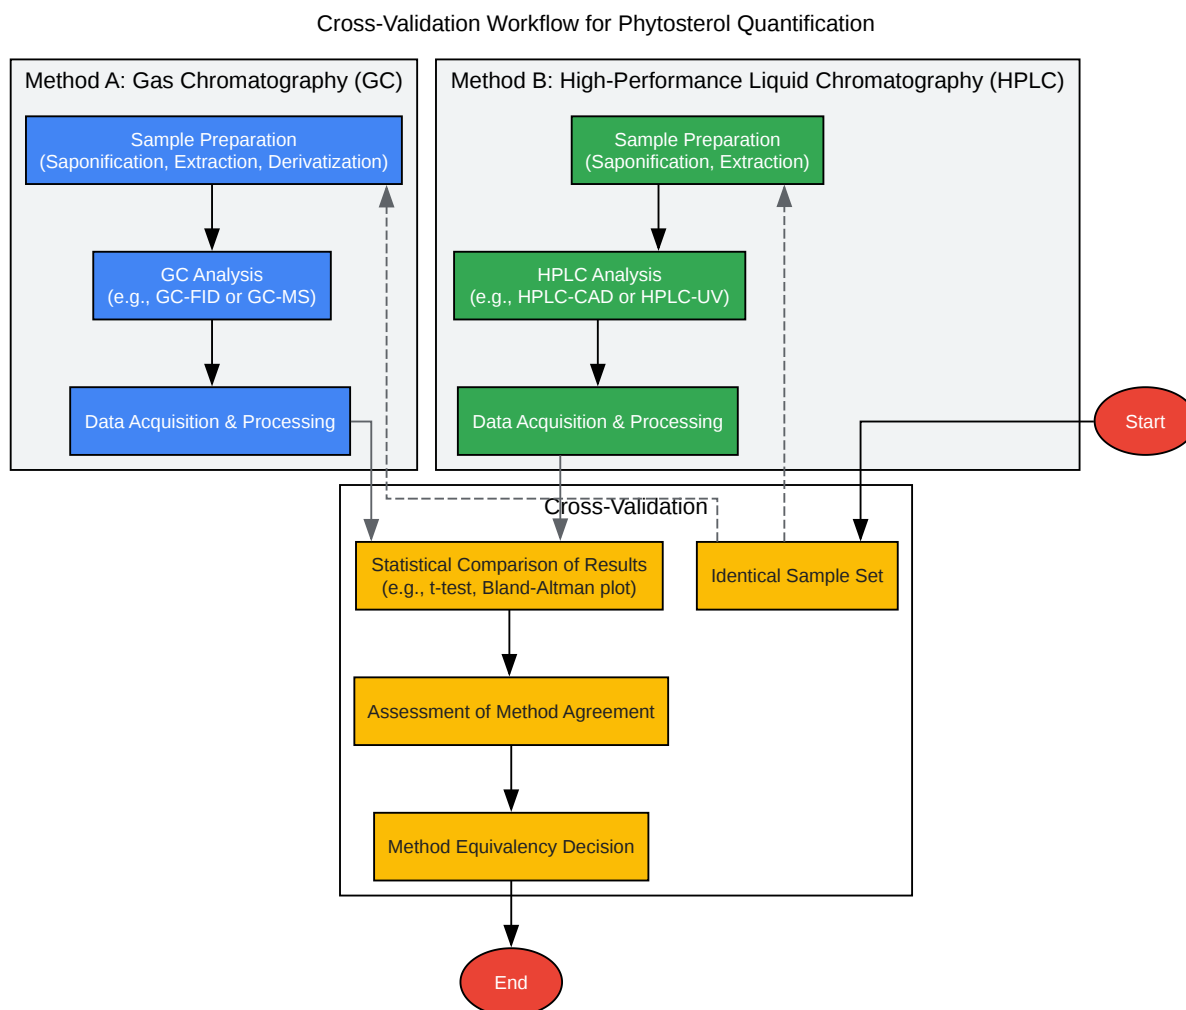 Cross-Validation Workflow for Phytosterol Quantification
Method A: Gas Chromatography (GC)
Sample Preparation
(Saponification, Extraction, Derivatization)
GC Analysis
(e.g., GC-FID or GC-MS)
Data Acquisition & Processing
Method B: High-Performance Liquid Chromatography (HPLC)
Sample Preparation
(Saponification, Extraction)
HPLC Analysis
(e.g., HPLC-CAD or HPLC-UV)
Data Acquisition & Processing
Start
Cross-Validation
Statistical Comparison of Results
(e.g., t-test, Bland-Altman plot)
Identical Sample Set
Assessment of Method Agreement
Method Equivalency Decision
End